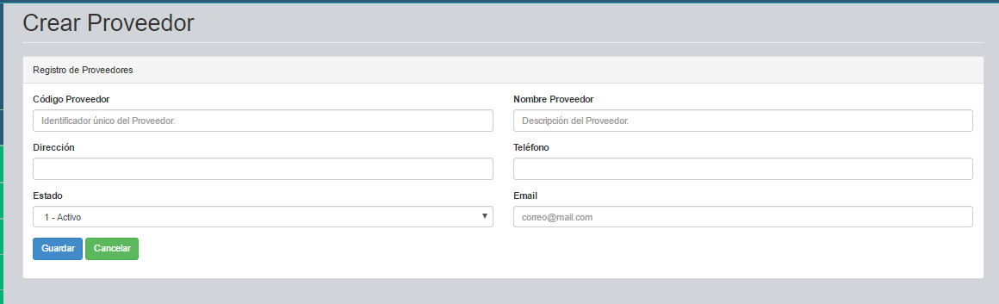 Crear Proveedor
Registro de Proveedores
Código Proveedor
Nombre Proveedor
Identificador único del Proveedor.
Descripción del Proveedor.
Dirección
Teléfono
Estado
Email
1 - Activo
correo@mail.com
Guardar
Cancelar